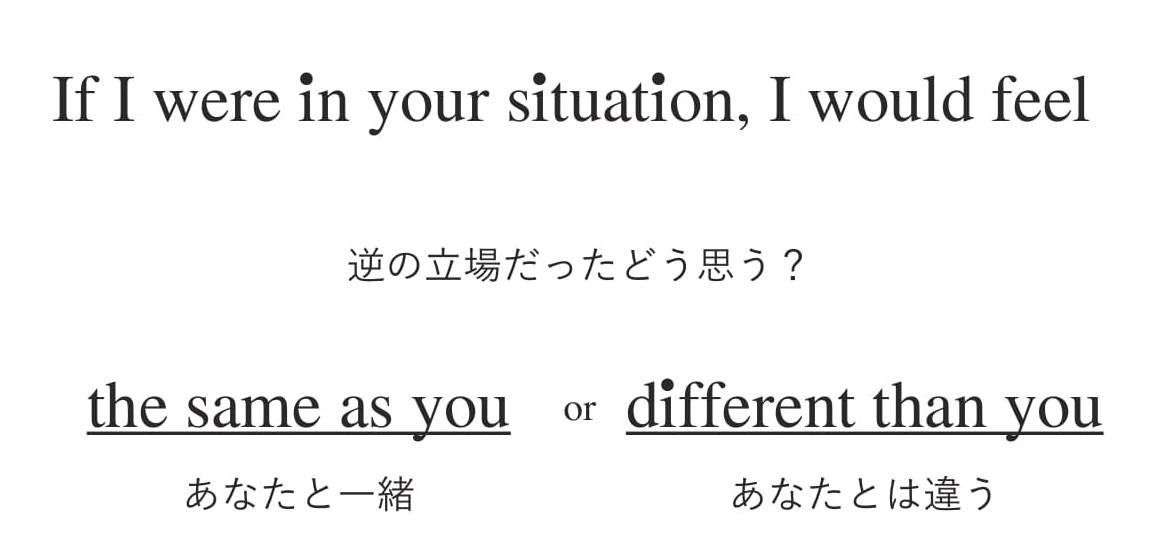 If I were in your situation, I would feel
逆の立場だったどう思う？
the same as you or different than you
あなたと一緒 あなたとは違う